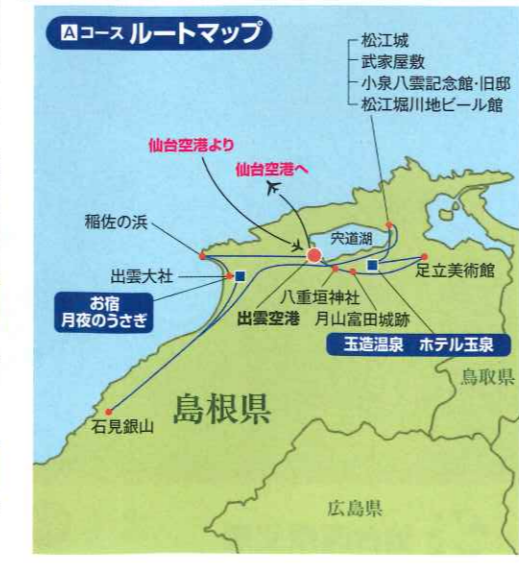 Aコース ルートマップ
松江城
武家屋敷
小泉八雲記念館・旧邸
松江堀川地ビール館
仙台空港より
仙台空港へ
稲佐の浜
宍道湖
出雲大社
足立美術館
お宿
月夜のうさぎ
八重垣神社
出雲空港
月山富田城跡
玉造温泉 ホテル玉泉
鳥取県
島根県
石見銀山
広島県